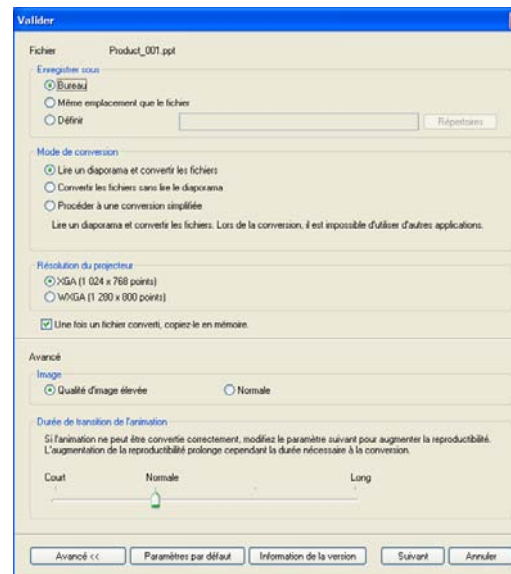 Valider
Fichier Product_001.ppt
Enregistrer sous
Bureau
Même emplacement que le fichier
Définir Répertoires
Mode de conversion
Lire un diaporama et convertir les fichiers
Convertir les fichiers sans lire le diaporama
Procéder à une conversion simplifiée
Lire un diaporama et convertir les fichiers. Lors de la conversion, il est impossible d'utiliser d'autres applications.
Résolution du projecteur
XGA (1 024 x 768 points)
WXGA (1 280 x 800 points)
Une fois un fichier converti, copiez-le en mémoire.
Avancé
Image
Qualité d'image élevée Normale
Durée de transition de l'animation
Si l'animation ne peut être convertie correctement, modifiez le paramètre suivant pour augmenter la reproductibilité.
L'augmentation de la reproductibilité prolonge cependant la durée nécessaire à la conversion.
Court Normale Long
Avancé << Paramètres par défaut Information de la version Suivant Annuler